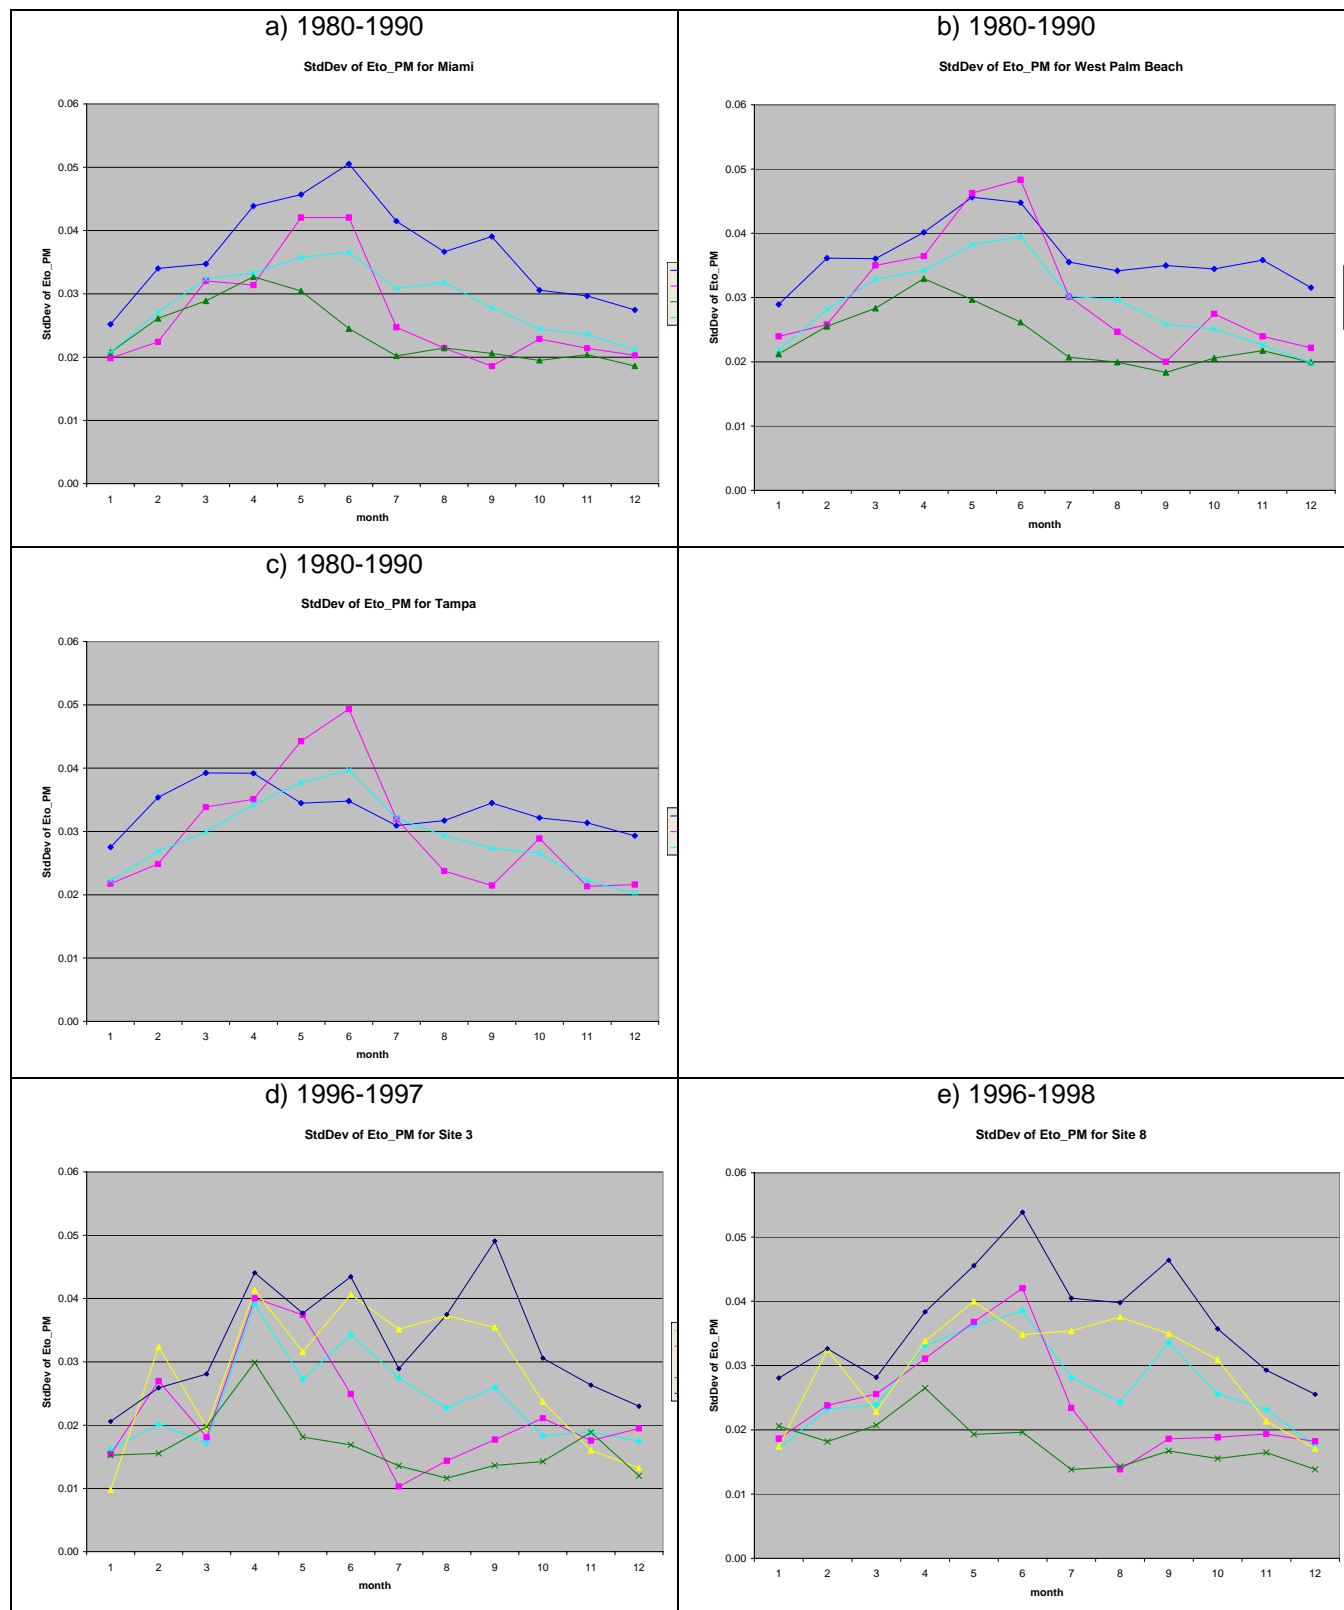 a) 1980-1990
StdDev of Eto_PM for Miami
0.06
0.05
0.04
0.03
0.02
0.01
0.00
StdDev of Eto_PM
1 2 3 4 5 6 7 8 9 10 11 12
month
b) 1980-1990
StdDev of Eto_PM for West Palm Beach
0.06
0.05
0.04
0.03
0.02
0.01
0.00
StdDev of Eto_PM
1 2 3 4 5 6 7 8 9 10 11 12
month
c) 1980-1990
StdDev of Eto_PM for Tampa
0.06
0.05
0.04
0.03
0.02
0.01
0.00
StdDev of Eto_PM
1 2 3 4 5 6 7 8 9 10 11 12
month
d) 1996-1997
StdDev of Eto_PM for Site 3
0.06
0.05
0.04
0.03
0.02
0.01
0.00
StdDev of Eto_PM
1 2 3 4 5 6 7 8 9 10 11 12
month
e) 1996-1998
StdDev of Eto_PM for Site 8
0.06
0.05
0.04
0.03
0.02
0.01
0.00
StdDev of Eto_PM
1 2 3 4 5 6 7 8 9 10 11 12
month